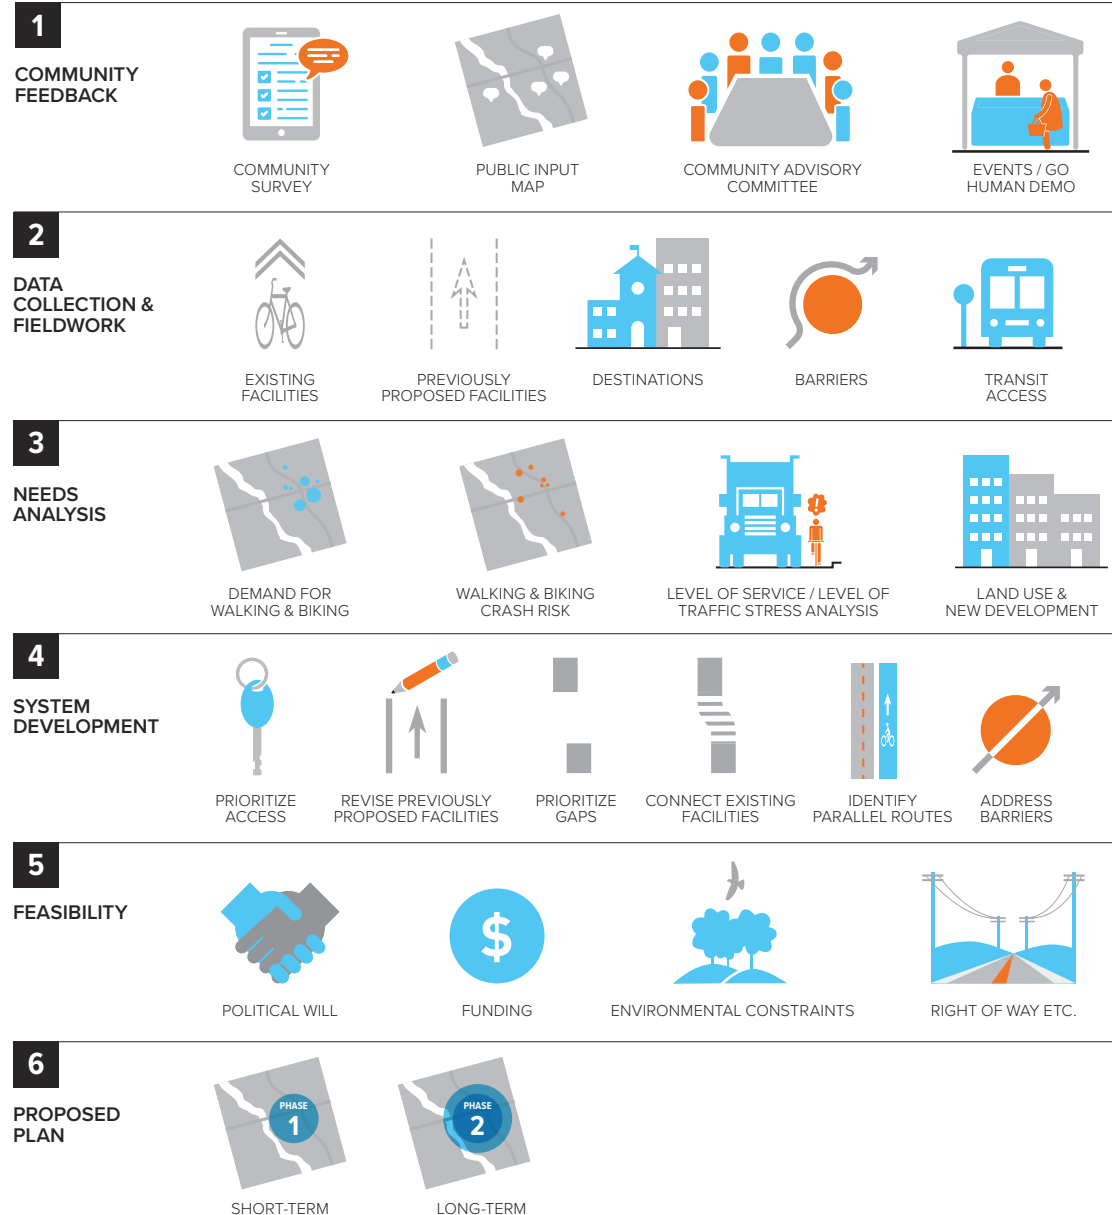 1
COMMUNITY
FEEDBACK
COMMUNITY
SURVEY
PUBLIC INPUT
MAP
COMMUNITY ADVISORY
COMMITTEE
EVENTS / GO
HUMAN DEMO
2
DATA
COLLECTION &
FIELDWORK
EXISTING
FACILITIES
PREVIOUSLY
PROPOSED FACILITIES
DESTINATIONS
BARRIERS
TRANSIT
ACCESS
3
NEEDS
ANALYSIS
DEMAND FOR
WALKING & BIKING
WALKING & BIKING
CRASH RISK
!
LEVEL OF SERVICE / LEVEL OF
TRAFFIC STRESS ANALYSIS
LAND USE &
NEW DEVELOPMENT
4
SYSTEM
DEVELOPMENT
PRIORITIZE
ACCESS
REVISE PREVIOUSLY
PROPOSED FACILITIES
PRIORITIZE
GAPS
CONNECT EXISTING
FACILITIES
IDENTIFY
PARALLEL ROUTES
ADDRESS
BARRIERS
5
FEASIBILITY
POLITICAL WILL
$
FUNDING
ENVIRONMENTAL CONSTRAINTS
RIGHT OF WAY ETC.
6
PROPOSED
PLAN
PHASE
1
SHORT-TERM
PHASE
2
LONG-TERM